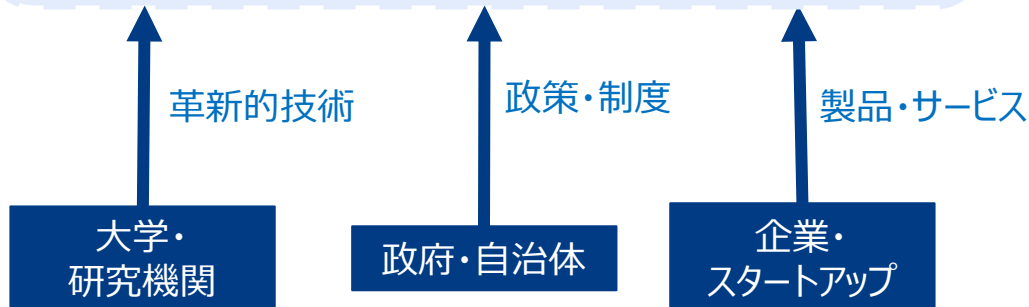 革新的技術
政策・制度
製品・サービス
大学・
研究機関
政府・自治体
企業・
スタートアップ